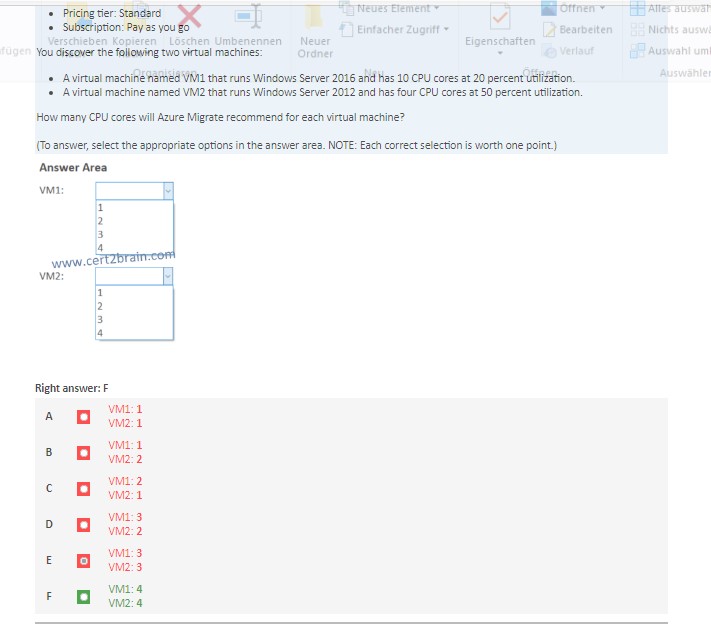 Pricing tier: Standard
Neues Element
Öffnen
Alles auswäh
Subscription: Pay as you go
Einfacher Zugriff
Bearbeiten
Nichts auswä
Verschieben Kopieren Löschen Umbenennen
Neuer
Ordner
Eigenschaften
Verlauf
Auswahl uml
fügen
You discover the following two virtual machines:
Organisieren
Neu
Öffnen
Auswählen
A virtual machine named VM1 that runs Windows Server 2016 and has 10 CPU cores at 20 percent utilization.
A virtual machine named VM2 that runs Windows Server 2012 and has four CPU cores at 50 percent utilization.
How many CPU cores will Azure Migrate recommend for each virtual machine?
(To answer, select the appropriate options in the answer area. NOTE: Each correct selection is worth one point.)
Answer Area
VM1:
1
2
3
4
www.cert2brain.com
VM2:
1
2
3
4
Right answer: F
A
VM1: 1
VM2: 1
B
VM1: 1
VM2: 2
C
VM1: 2
VM2: 1
D
VM1: 3
VM2: 2
E
VM1: 3
VM2: 3
F
VM1: 4
VM2: 4